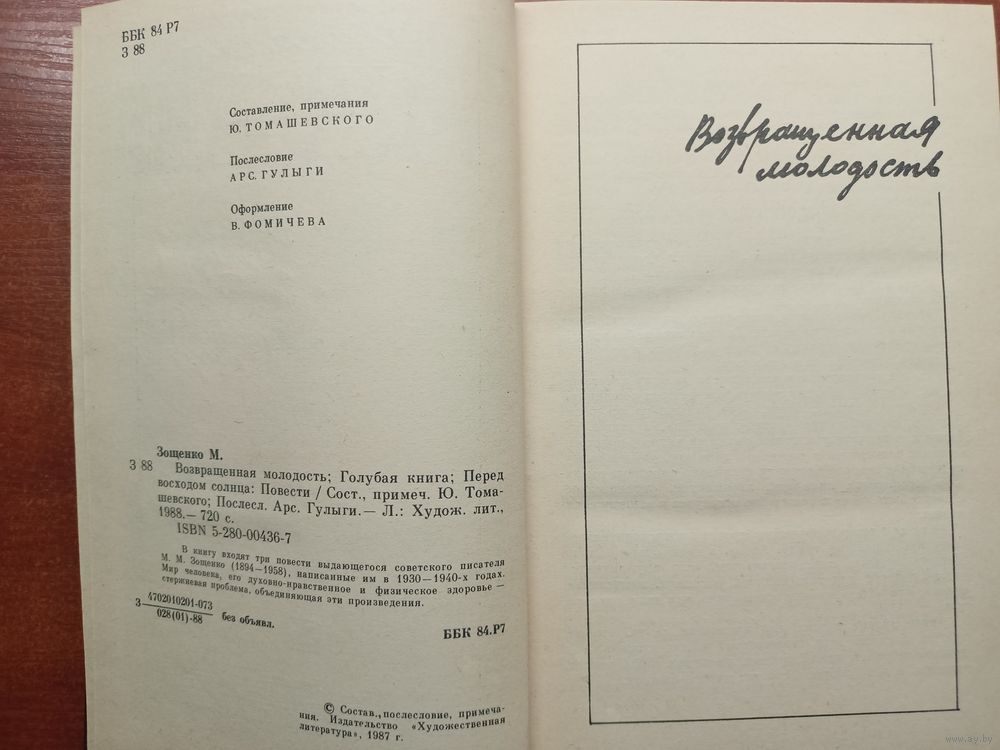 ББК 84 Р7
З 88
Составление, примечания
Ю. ТОМАШЕВСКОГО
Послесловие
АРС. ГУЛЫГИ
Оформление
В. ФОМИЧЕВА
Зощенко М.
З 88 Возвращенная молодость; Голубая книга; Перед
восходом солнца: Повести / Сост., примеч. Ю. Тома-
шевского; Послесл. Арс. Гулыги.— Л.: Худож. лит.,
1988.— 720 с.
ISBN 5-280-00436-7
В книгу входят три повести выдающегося советского писателя
М. М. Зощенко (1894—1958), написанные им в 1930—1940-х годах.
Мир человека, его духовно-нравственное и физическое здоровье —
стержневая проблема, объединяющая эти произведения.
З 4702010201-073
028(01)-88 без объявл.
ББК 84.Р7
© Состав., послесловие, примеча-
ния. Издательство «Художественная
литература», 1987 г.
Возвращенная
молодость
www.ay.by